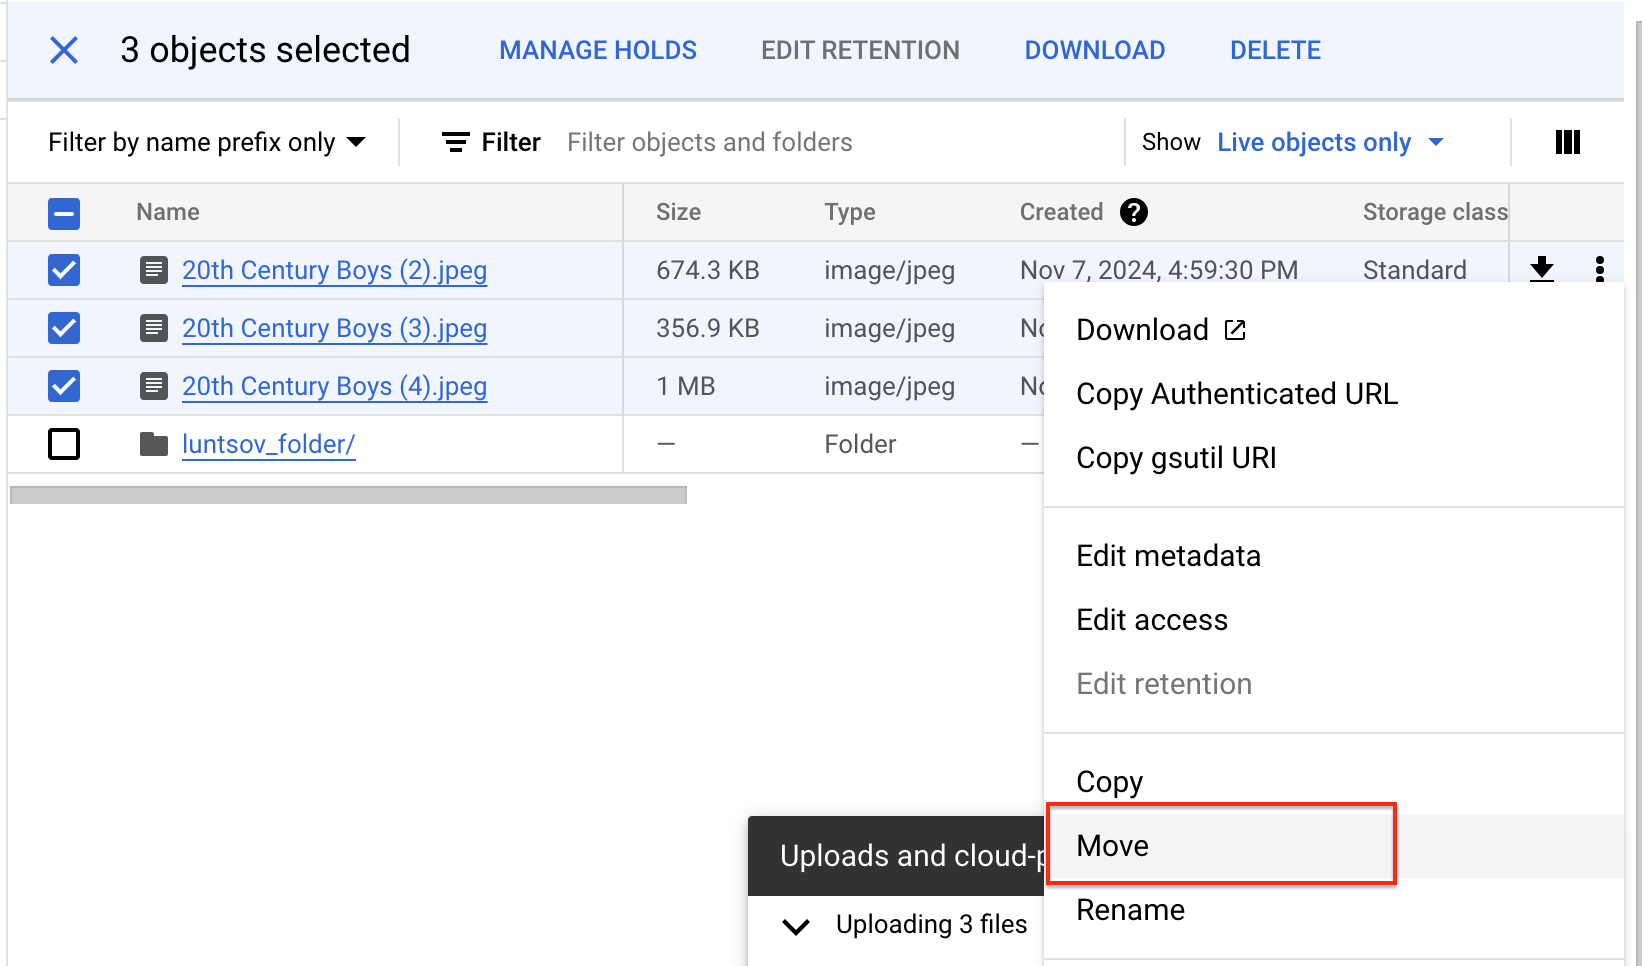 3 objects selected MANAGE HOLDS EDIT RETENTION DOWNLOAD DELETE
Filter by name prefix only Filter Filter objects and folders Show Live objects only
Name Size Type Created ? Storage class
20th Century Boys (2).jpeg 674.3 KB image/jpeg Nov 7, 2024, 4:59:30 PM Standard
20th Century Boys (3).jpeg 356.9 KB image/jpeg
20th Century Boys (4).jpeg 1 MB image/jpeg
luntsov_folder/ — Folder —
Download
Copy Authenticated URL
Copy gsutil URI
Edit metadata
Edit access
Edit retention
Copy
Move
Rename
Uploads and cloud-
Uploading 3 files